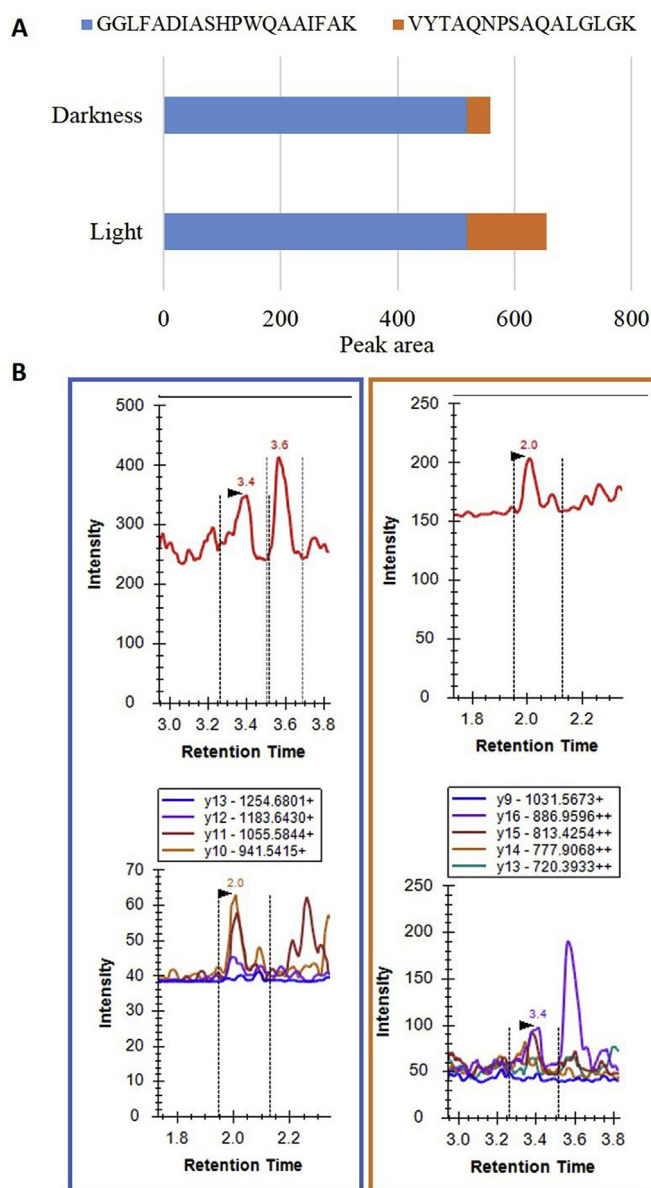 A
GGLFADIASHPWQAAIFAK VYTAQNPSAQALGLGK
Darkness
Light
0 200 400 600 800
Peak area
B
500
400
300
200
100
0
Intensity
3.4
3.6
3.0 3.2 3.4 3.6 3.8
Retention Time
250
200
150
100
50
0
Intensity
2.0
1.8 2.0 2.2
Retention Time
y13 - 1254.6801+
y12 - 1183.6430+
y11 - 1055.5844+
y10 - 941.5415+
70
60
50
40
30
20
10
0
Intensity
2.0
1.8 2.0 2.2
Retention Time
y9 - 1031.5673+
y16 - 886.9596++
y15 - 813.4254++
y14 - 777.9068++
y13 - 720.3933++
250
200
150
100
50
0
Intensity
3.4
3.0 3.2 3.4 3.6 3.8
Retention Time